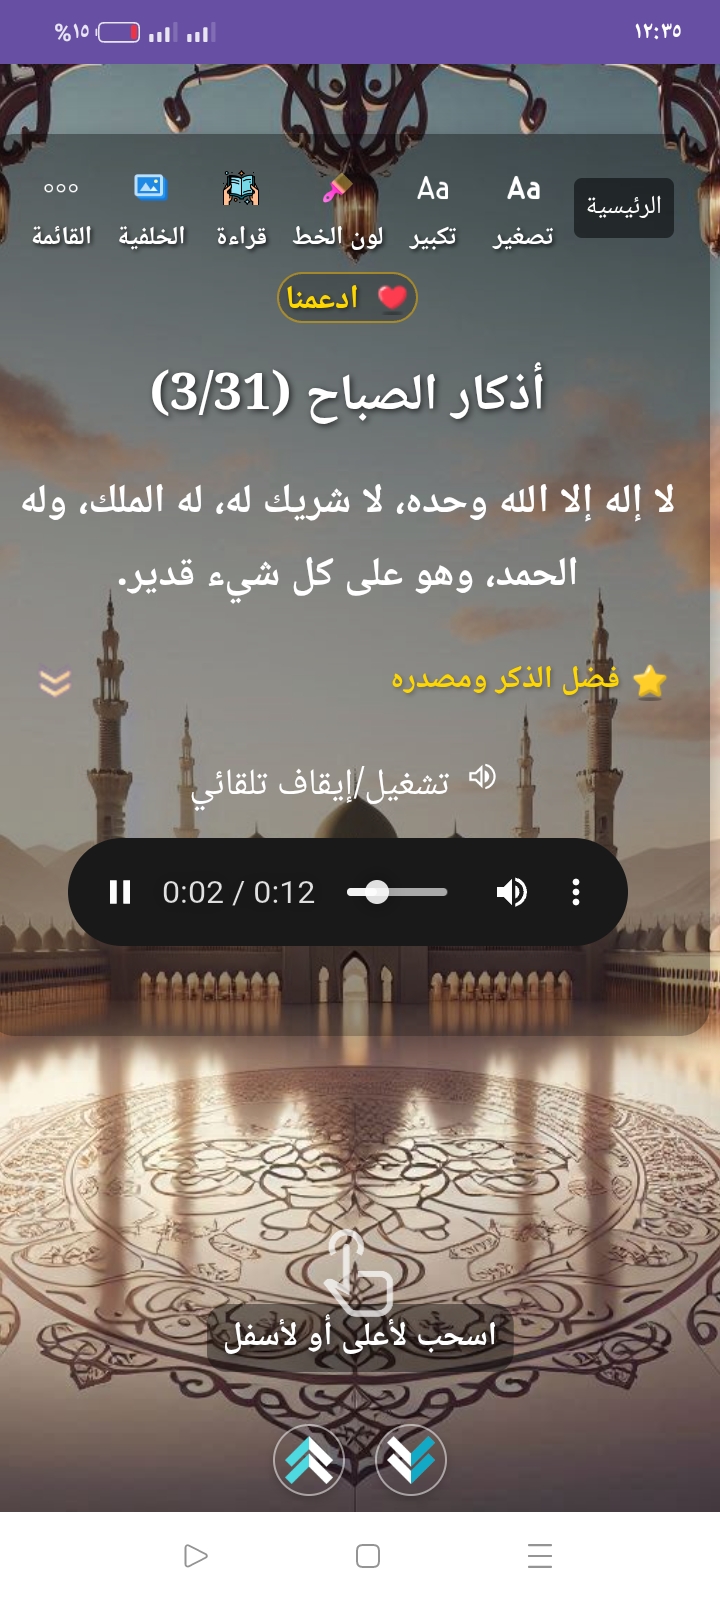 ١٢:٣٥
%١٥
الرئيسية
Aa
تصغير
Aa
تكبير
لون الخط
قراءة
الخلفية
القائمة
ادعمنا
أذكار الصباح (3/31)
لا إله إلا الله وحده، لا شريك له، له الملك، وله
الحمد، وهو على كل شيء قدير.
فضل الذكر ومصدره
تشغيل/إيقاف تلقائي
0:02 / 0:12
اسحب لأعلى أو لأسفل